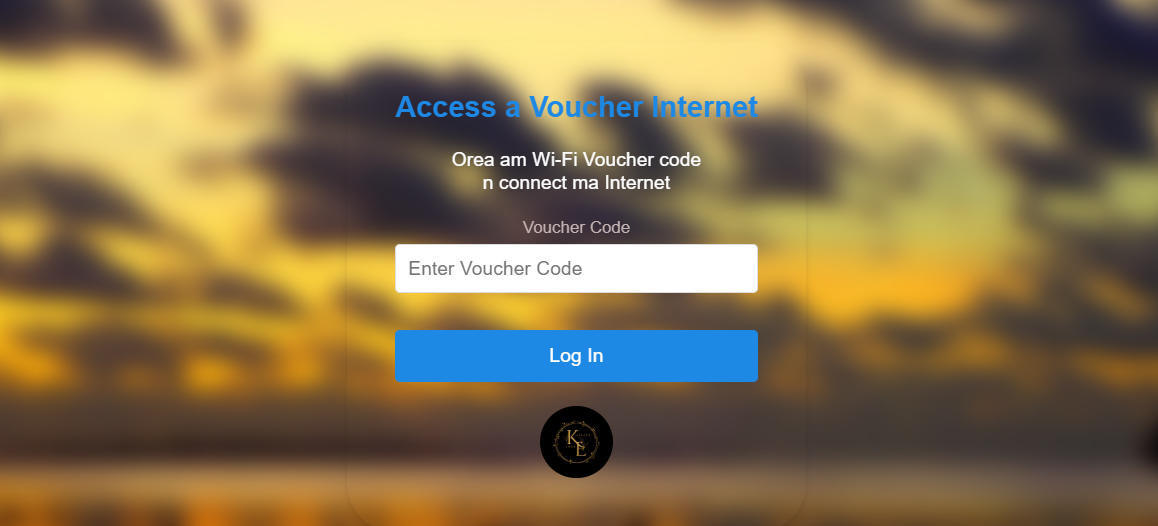 Access a Voucher Internet
Orea am Wi-Fi Voucher code
n connect ma Internet
Voucher Code
Enter Voucher Code
Log In
K
E